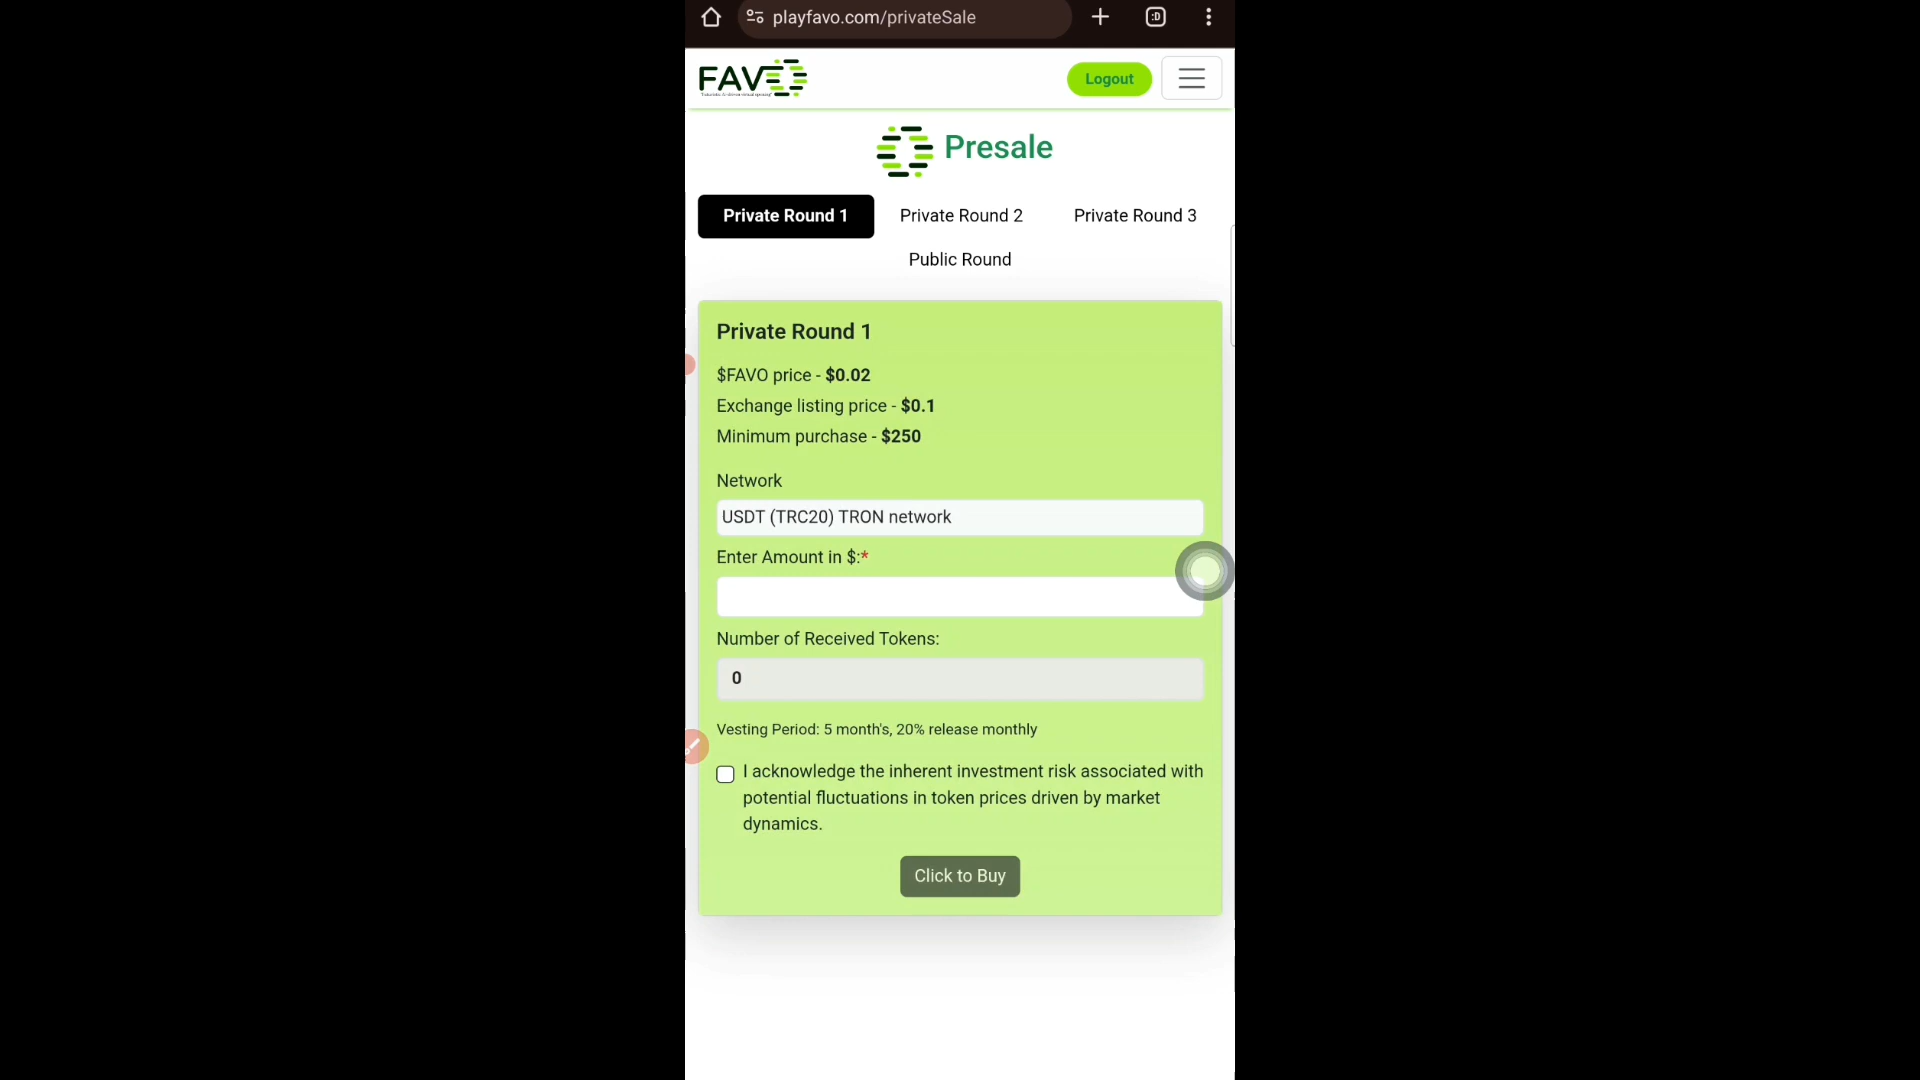 playfavo.com/privateSale
:D
FAVO
Logout
Presale
Private Round 1
Private Round 2
Private Round 3
Public Round
Private Round 1
$FAVO price - $0.02
Exchange listing price - $0.1
Minimum purchase - $250
Network
USDT (TRC20) TRON network
Enter Amount in $:*
Number of Received Tokens:
0
Vesting Period: 5 month's, 20% release monthly
I acknowledge the inherent investment risk associated with
potential fluctuations in token prices driven by market
dynamics.
Click to Buy